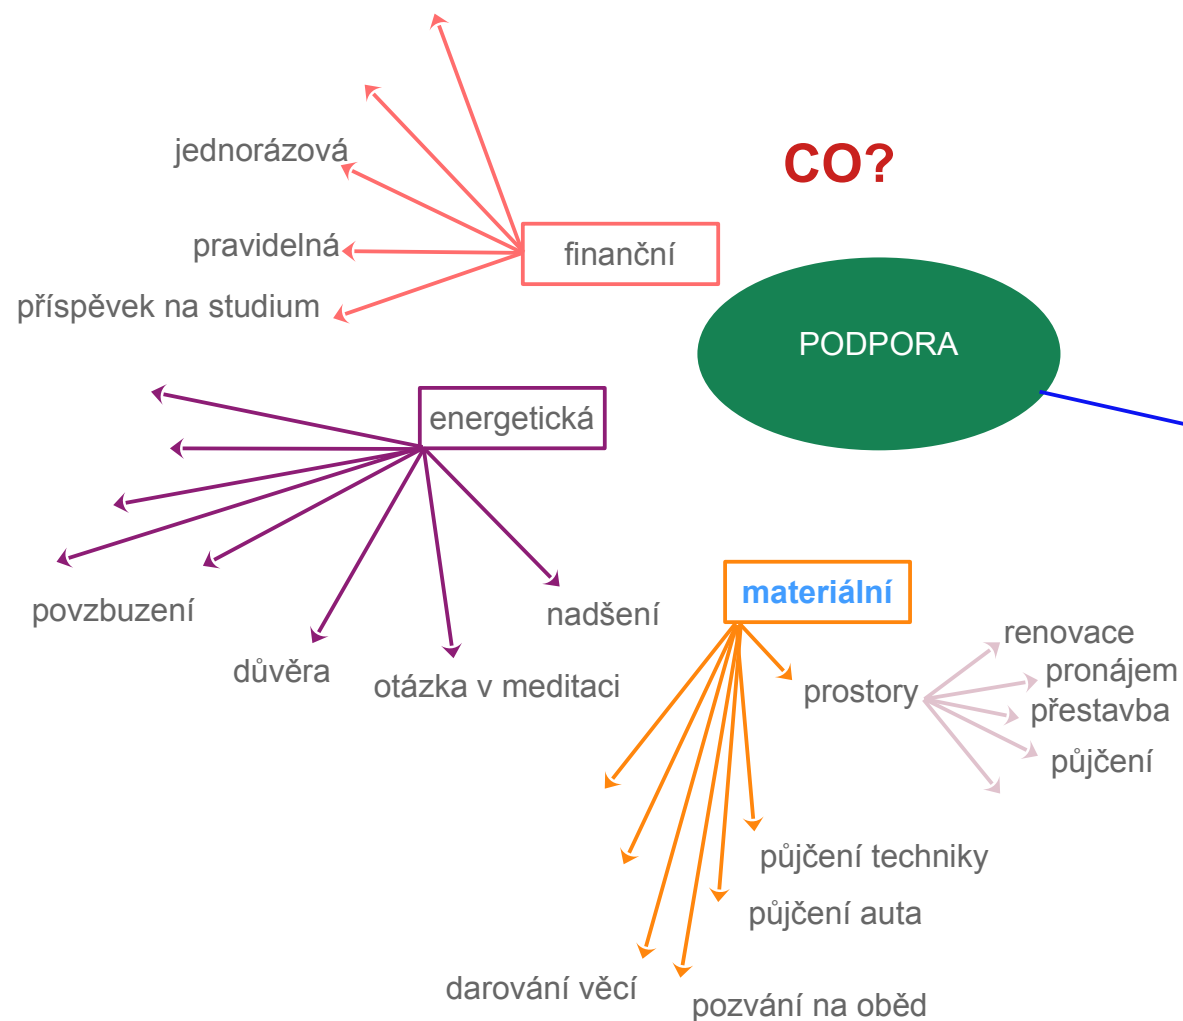 CO?
jednorázová
pravidelná
příspěvek na studium
finanční
PODPORA
energetická
povzbuzení
důvěra
otázka v meditaci
nadšení
materiální
prostory
renovace
pronájem
přestavba
půjčení
půjčení techniky
půjčení auta
darování věcí
pozvání na oběd